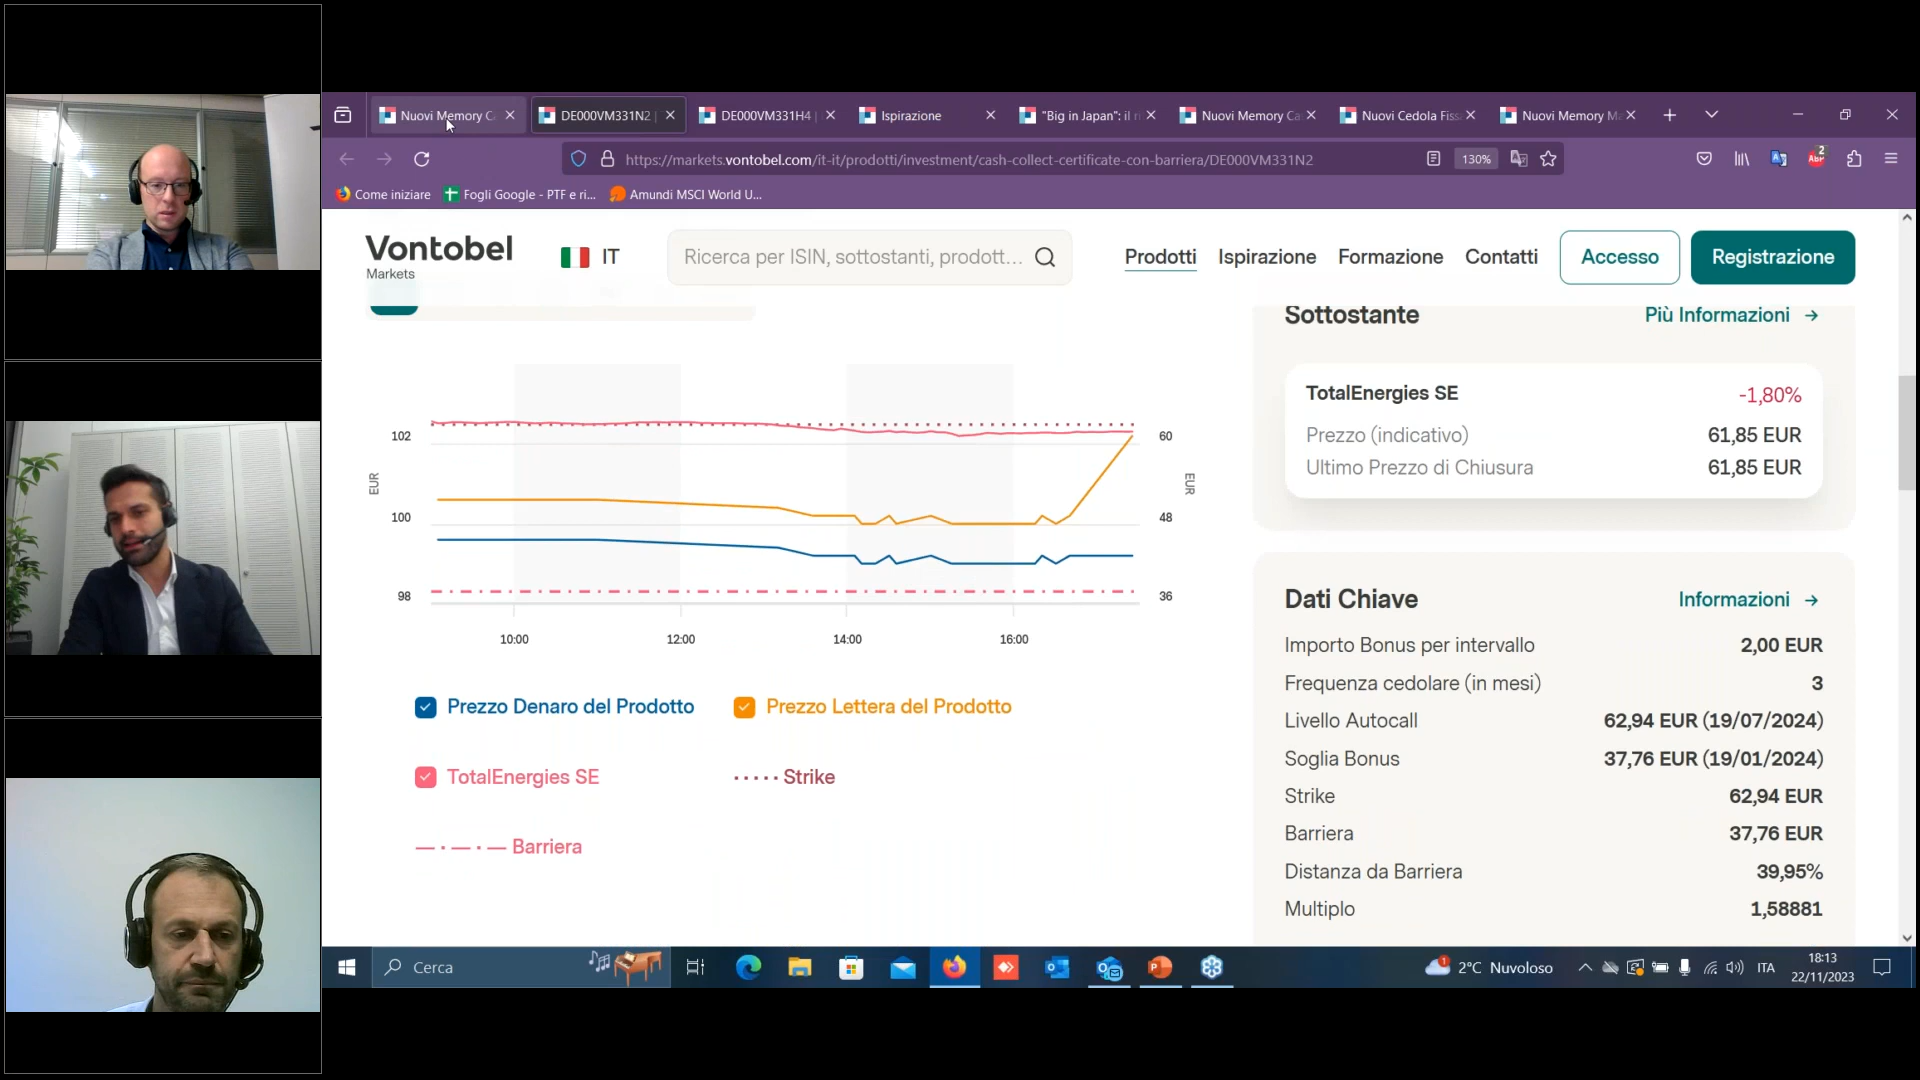 Nuovi Memory Ca
DE000VM331N2 |
DE000VM331H4 |
Ispirazione
"Big in Japan": il ri
Nuovi Memory Ca
Nuovi Cedola Fiss
Nuovi Memory Ma
https://markets.vontobel.com/it-it/prodotti/investment/cash-collect-certificate-con-barriera/DE000VM331N2
130%
2
ABP
Come iniziare
Fogli Google - PTF e ri...
Amundi MSCI World U...
Vontobel
Markets
IT
Ricerca per ISIN, sottostanti, prodott...
Prodotti
Ispirazione
Formazione
Contatti
Accesso
Registrazione
102
100
98
EUR
60
48
36
EUR
10:00
12:00
14:00
16:00
Prezzo Denaro del Prodotto
Prezzo Lettera del Prodotto
TotalEnergies SE
Strike
Barriera
Sottostante
Più Informazioni
TotalEnergies SE -1,80%
Prezzo (indicativo) 61,85 EUR
Ultimo Prezzo di Chiusura 61,85 EUR
Dati Chiave
Informazioni
Importo Bonus per intervallo 2,00 EUR
Frequenza cedolare (in mesi) 3
Livello Autocall 62,94 EUR (19/07/2024)
Soglia Bonus 37,76 EUR (19/01/2024)
Strike 62,94 EUR
Barriera 37,76 EUR
Distanza da Barriera 39,95%
Multiplo 1,58881
Cerca
1
2°C Nuvoloso
ITA
18:13
22/11/2023